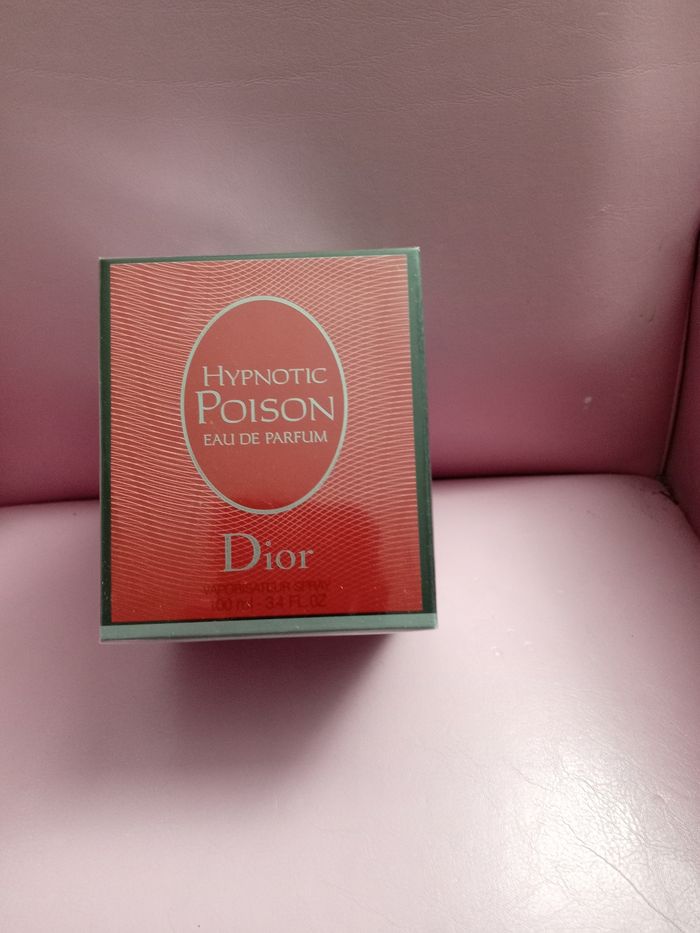 HYPNOTIC
POISON
EAU DE PARFUM
Dior
VAPORISATEUR SPRAY
100 ml - 3.4 FL.OZ